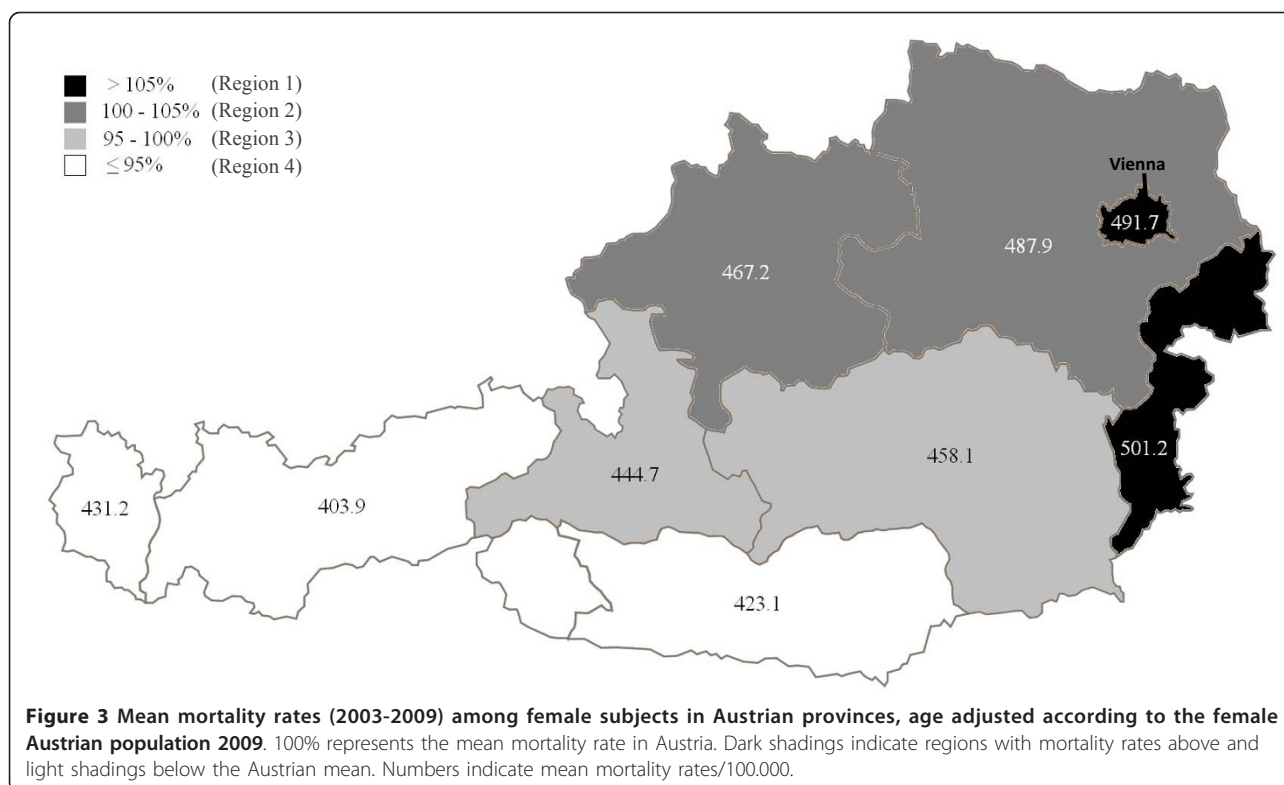 > 105% (Region 1)
100 - 105% (Region 2)
95 - 100% (Region 3)
≤ 95% (Region 4)
Vienna
491.7
487.9
467.2
501.2
458.1
444.7
403.9
431.2
423.1
Figure 3 Mean mortality rates (2003-2009) among female subjects in Austrian provinces, age adjusted according to the female
Austrian population 2009. 100% represents the mean mortality rate in Austria. Dark shadings indicate regions with mortality rates above and
light shadings below the Austrian mean. Numbers indicate mean mortality rates/100.000.